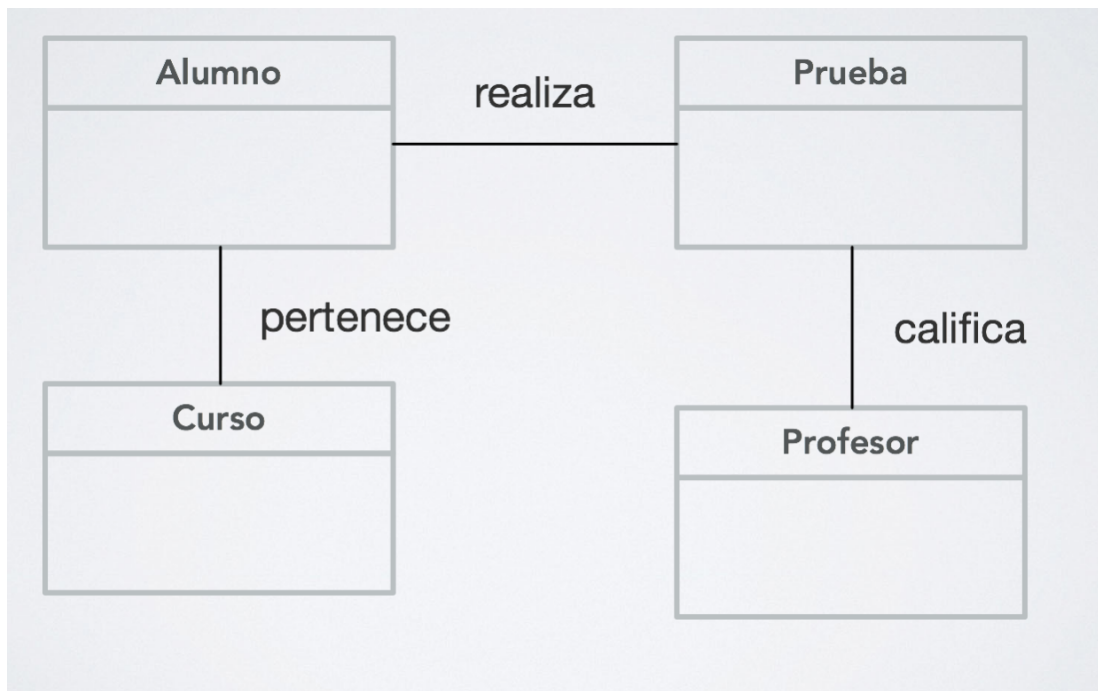 Alumno
realiza
Prueba
pertenece
califica
Curso
Profesor